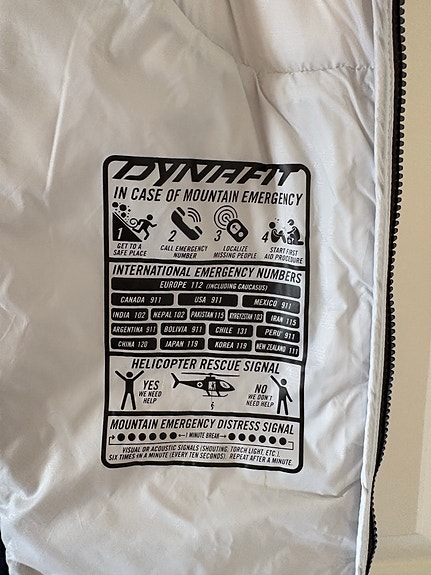 DYNAFIT
IN CASE OF MOUNTAIN EMERGENCY
1 2 3 4
GET TO A SAFE PLACE
CALL EMERGENCY NUMBER
LOCALIZE MISSING PEOPLE
START FIRST AID PROCEDURE
INTERNATIONAL EMERGENCY NUMBERS
EUROPE 112 (INCLUDING CAUCASUS)
CANADA 911 USA 911 MEXICO 911
INDIA 102 NEPAL 102 PAKISTAN 115 KYRGYZSTAN 103 IRAN 115
ARGENTINA 911 BOLIVIA 911 CHILE 131 PERU 911
CHINA 120 JAPAN 119 KOREA 119 NEW ZEALAND 111
HELICOPTER RESCUE SIGNAL
YES
WE NEED HELP
NO
WE DON'T NEED HELP
MOUNTAIN EMERGENCY DISTRESS SIGNAL
1 MINUTE BREAK
VISUAL OR ACOUSTIC SIGNALS (SHOUTING, TORCH LIGHT, ETC.)
SIX TIMES IN A MINUTE (EVERY TEN SECONDS). REPEAT AFTER A MINUTE.